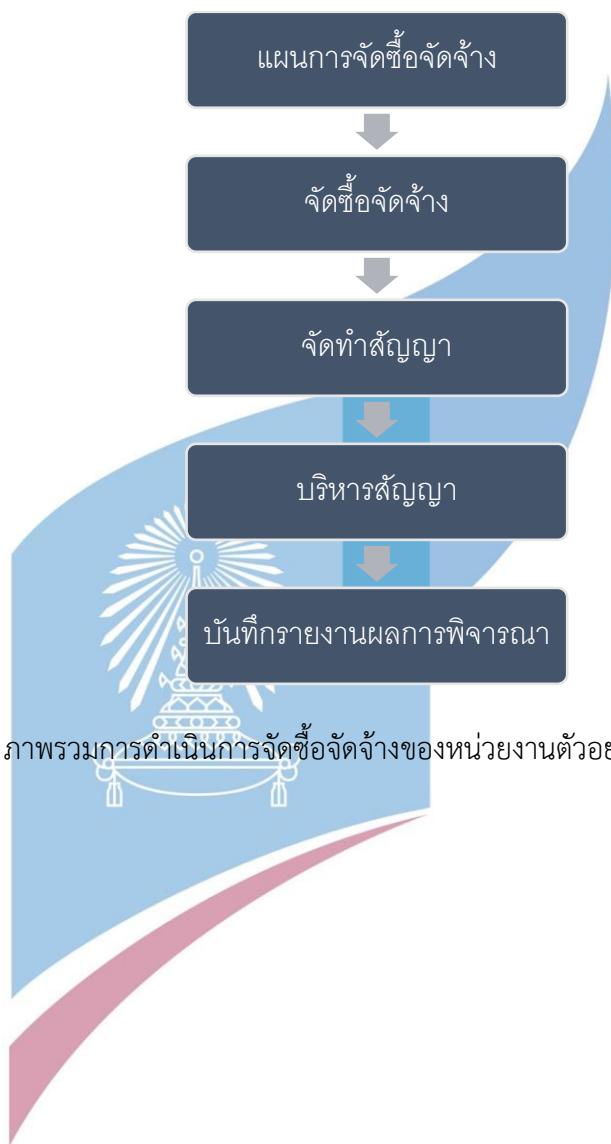 แผนการจัดซื้อจัดจ้าง
จัดซื้อจัดจ้าง
จัดทำสัญญา
บริหารสัญญา
บันทึกรายงานผลการพิจารณา
ภาพรวมการดำเนินการจัดซื้อจัดจ้างของหน่วยงานตัวอย